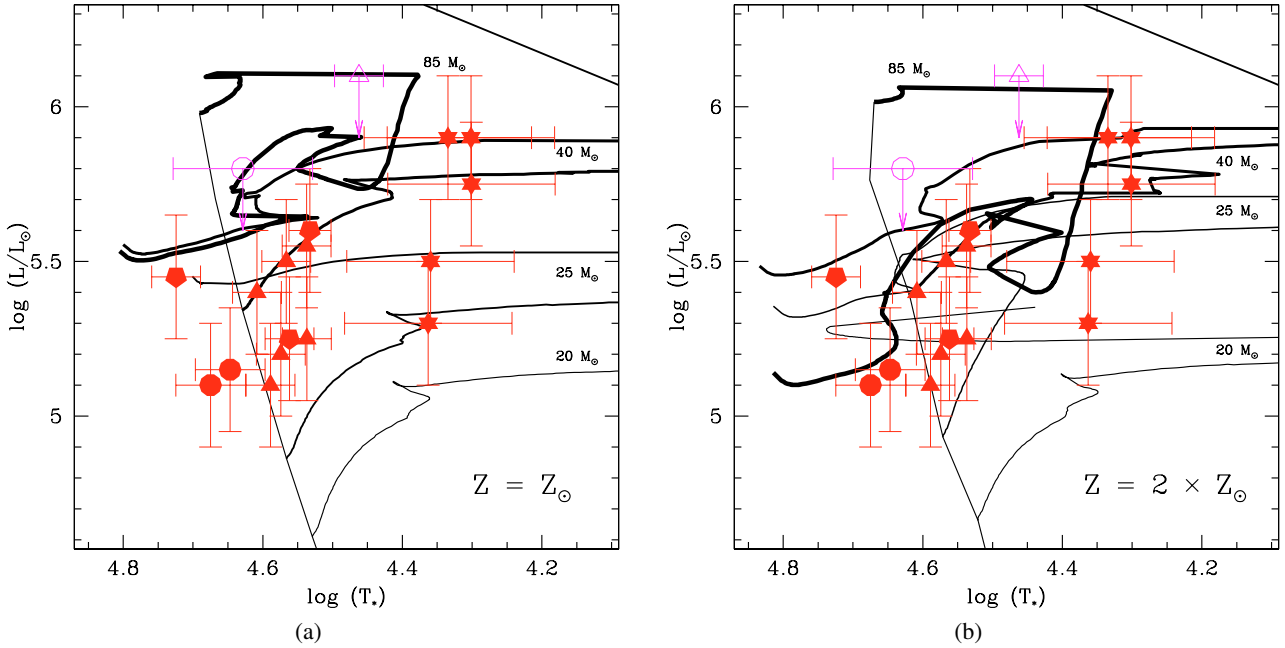 85 M⊙
6
40 M⊙
5.5
25 M⊙
20 M⊙
5
Z = Z⊙
log (L/L⊙)
4.8
4.6
4.4
4.2
log (T*)
(a)
85 M⊙
6
40 M⊙
25 M⊙
5.5
20 M⊙
5
Z = 2 × Z⊙
log (L/L⊙)
4.8
4.6
4.4
4.2
log (T*)
(b)